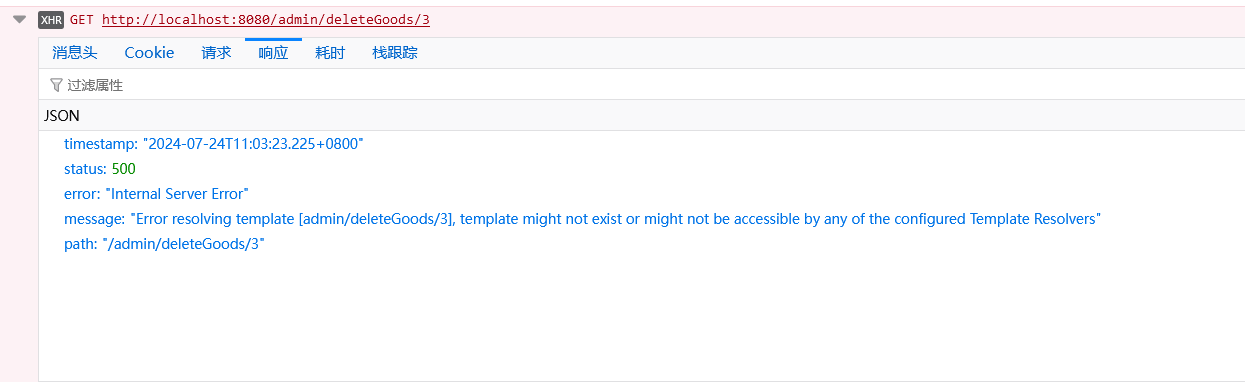 XHR GET http://localhost:8080/admin/deleteGoods/3
消息头 Cookie 请求 响应 耗时 栈跟踪
过滤属性
JSON
timestamp: "2024-07-24T11:03:23.225+0800"
status: 500
error: "Internal Server Error"
message: "Error resolving template [admin/deleteGoods/3], template might not exist or might not be accessible by any of the configured Template Resolvers"
path: "/admin/deleteGoods/3"